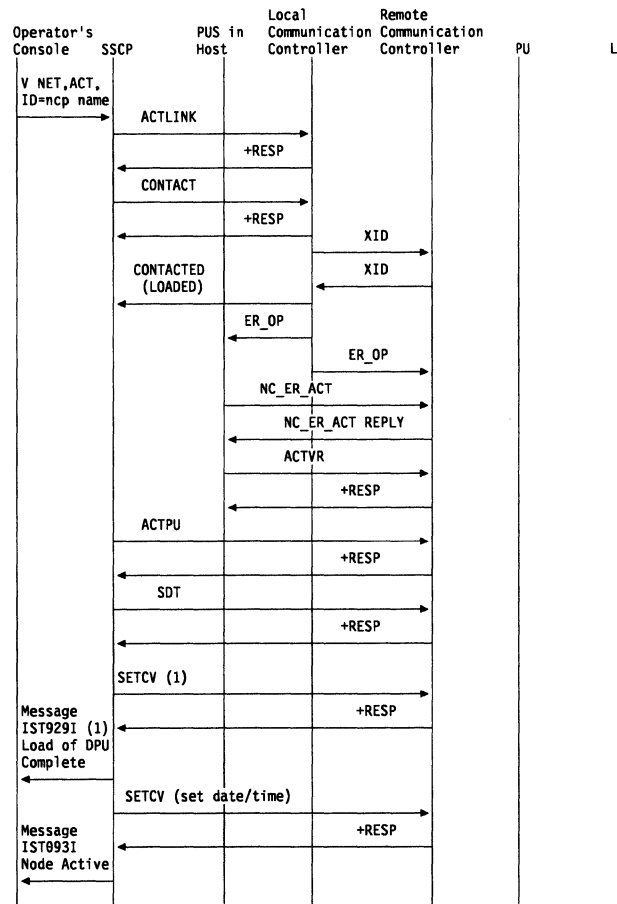 Local Remote
Operator's PUS in Communication Communication
Console SSCP Host Controller Controller PU L
V NET,ACT,
ID=ncp name
ACTLINK
+RESP
CONTACT
+RESP
XID
CONTACTED XID
(LOADED)
ER_OP
ER_OP
NC_ER_ACT
NC_ER_ACT REPLY
ACTVR
+RESP
ACTPU
+RESP
SDT
+RESP
SETCV (1)
Message +RESP
IST929I (1)
Load of DPU
Complete
SETCV (set date/time)
Message +RESP
IST093I
Node Active